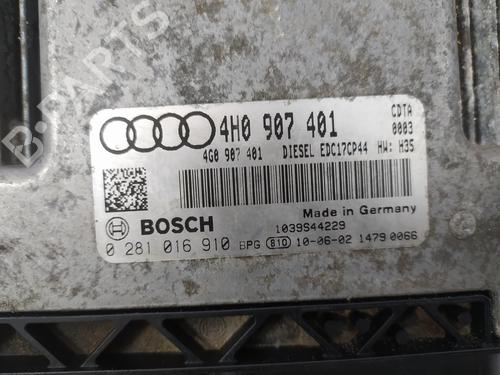 B-PARTS
4H0 907 401
CDTA
0003
4G0 907 401 DIESEL EDC17CP44 HW: H35
BOSCH
Made in Germany
1039S44229
0 281 016 910 BPG 810 10-06-02 1479 0066